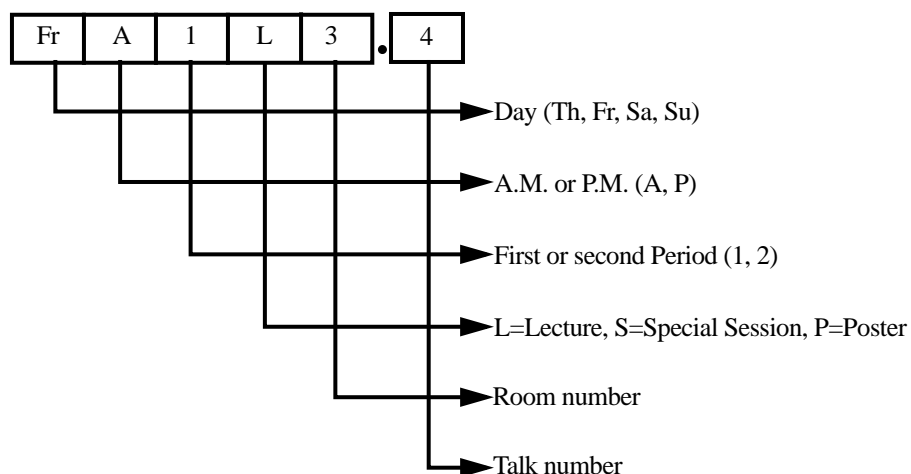 Fr A 1 L 3 . 4
Day (Th, Fr, Sa, Su)
A.M. or P.M. (A, P)
First or second Period (1, 2)
L=Lecture, S=Special Session, P=Poster
Room number
Talk number